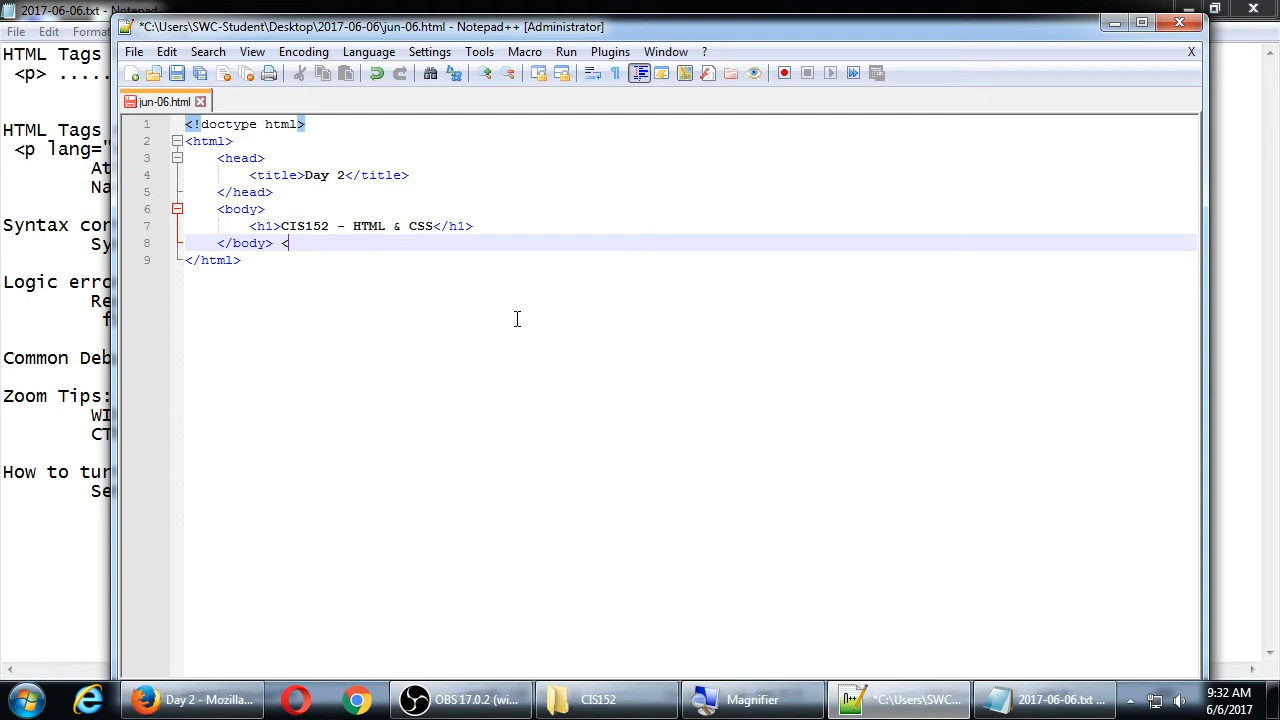 2017-06-06.txt - Notepad
File Edit Format
HTML Tags
<p> .....
HTML Tags
<p lang="
At
Na
Syntax cor
Sy
Logic erro
Re
f
Common Deb
Zoom Tips:
WI
CT
How to tur
Se
*C:\Users\SWC-Student\Desktop\2017-06-06\jun-06.html - Notepad++ [Administrator]
File Edit Search View Encoding Language Settings Tools Macro Run Plugins Window ? X
jun-06.html
1 <!doctype html>
2 <html>
3 <head>
4 <title>Day 2</title>
5 </head>
6 <body>
7 <h1>CIS152 - HTML & CSS</h1>
8 </body> <
9 </html>
Day 2 - Mozilla... OBS 17.0.2 (wi... CIS152 Magnifier *C:\Users\SWC... 2017-06-06.txt ...
9:32 AM
6/6/2017